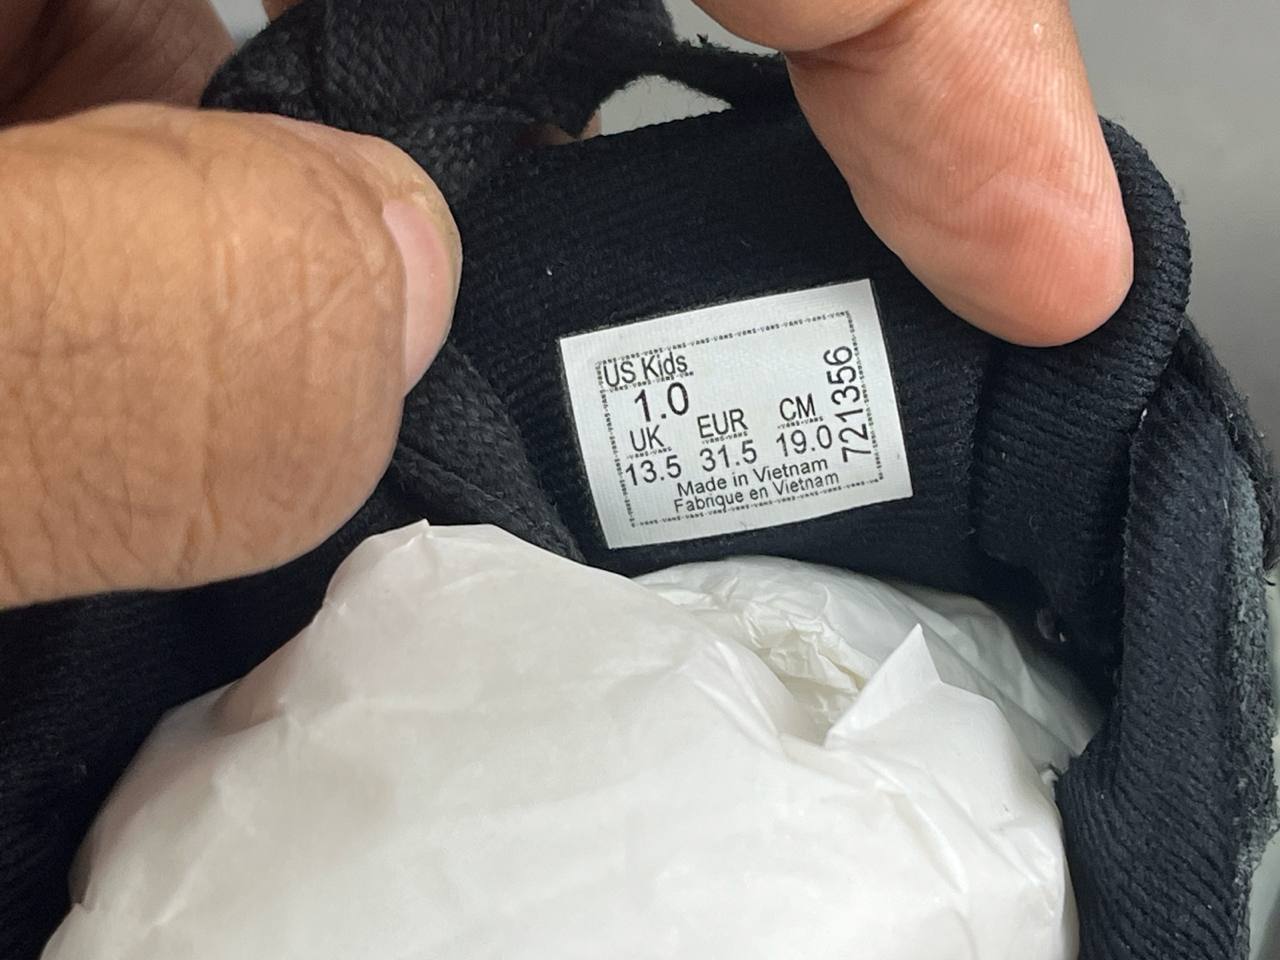 US Kids
1.0
UK EUR CM
13.5 31.5 19.0
Made in Vietnam
Fabrique en Vietnam
721356